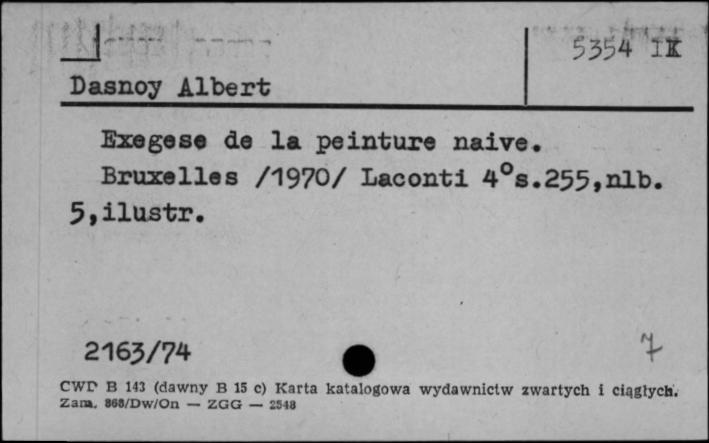 5354 IK
Dasnoy Albert
Exegese de la peinture naive.
Bruxelles /1970/ Laconti 4°s.255,nlb.
5,ilustr.
2163/74
7
CWD B 143 (dawny B 15 c) Karta katalogowa wydawnictw zwartych i ciągłych.
Zam. 868/Dw/On — ZGG — 2548